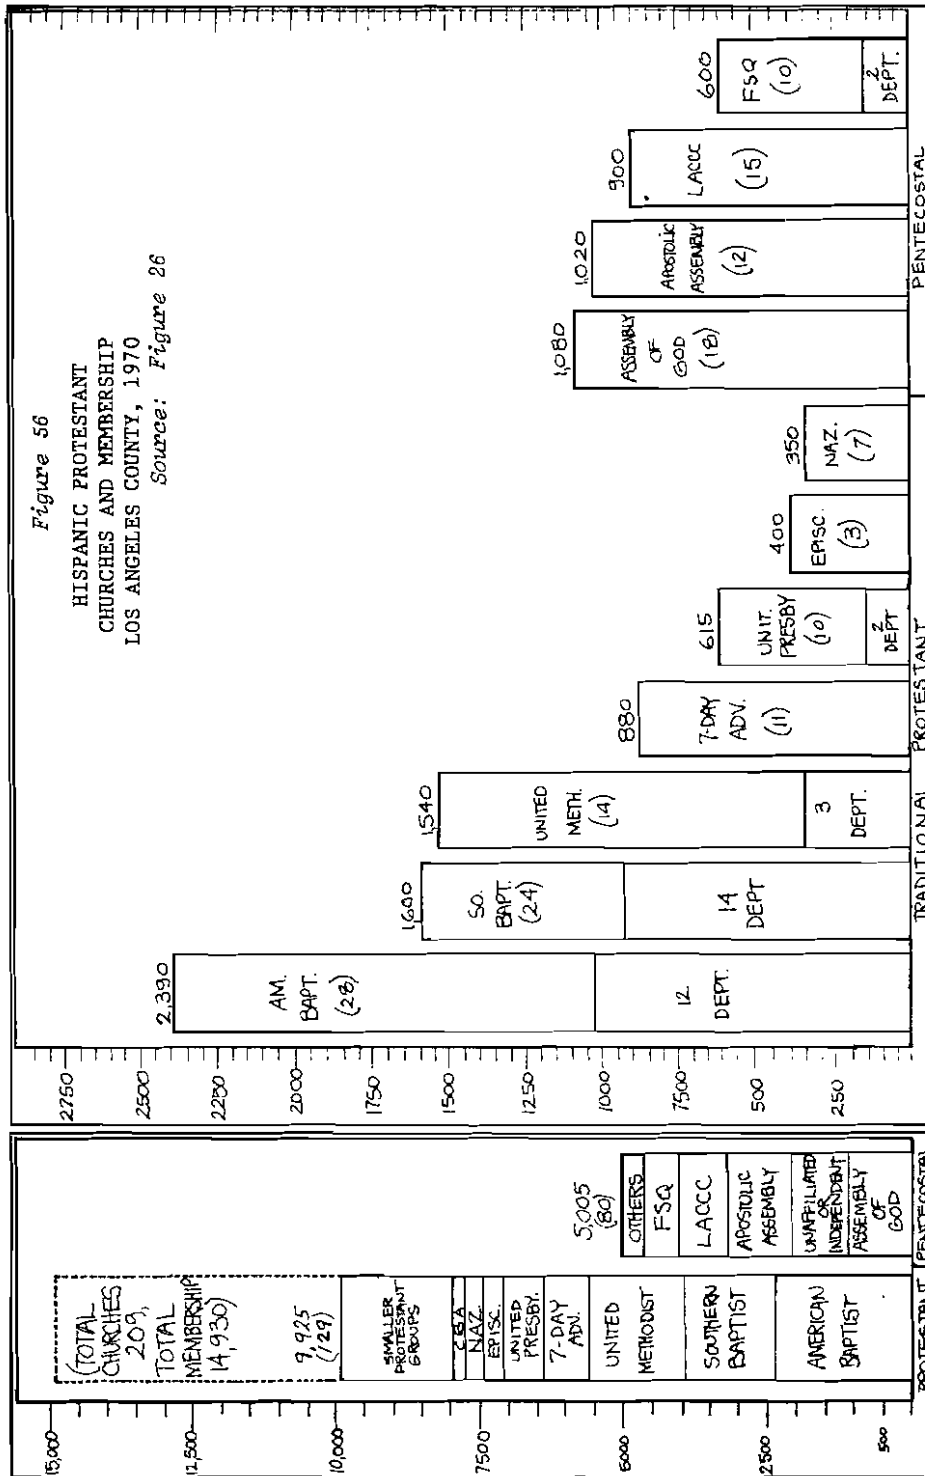 Figure 56
HISPANIC PROTESTANT
CHURCHES AND MEMBERSHIP
LOS ANGELES COUNTY, 1970
Source: Figure 26
15,000
12,500
10,000
7500
5000
2500
500
(TOTAL
CHURCHES
209,
TOTAL
MEMBERSHIP
14,930)
9,925
(129)
SMALLER
PROTESTANT
GROUPS
CBA
NAZ.
EPISC.
UNITED
PRESBY.
7-DAY
ADV.
UNITED
METHODIST
SOUTHERN
BAPTIST
AMERICAN
BAPTIST
PROTESTANT
5,005
(80)
OTHERS
FSQ
LACCC
APOSTOLIC
ASSEMBLY
UNAFFILIATED
OR
INDEPENDENT
ASSEMBLY
OF
GOD
PENTECOSTAL
2750
2500
2250
2000
1750
1500
1250
1000
7500
500
250
2,390
AM.
BAPT.
(28)
12
DEPT.
1,600
SO.
BAPT.
(24)
14
DEPT
1,540
UNITED
METH.
(14)
3
DEPT.
880
7-DAY
ADV.
(11)
615
UNIT.
PRESBY
(10)
2
DEPT
400
EPISC.
(3)
350
NAZ.
(7)
TRADITIONAL PROTESTANT
1,080
ASSEMBLY
OF
GOD
(18)
1,020
APOSTOLIC
ASSEMBLY
(12)
900
LACCC
(15)
600
FSQ
(10)
2
DEPT.
PENTECOSTAL